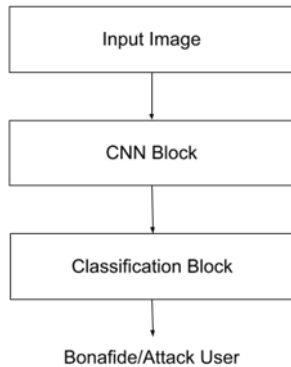 Input Image
CNN Block
Classification Block
Bonafide/Attack User